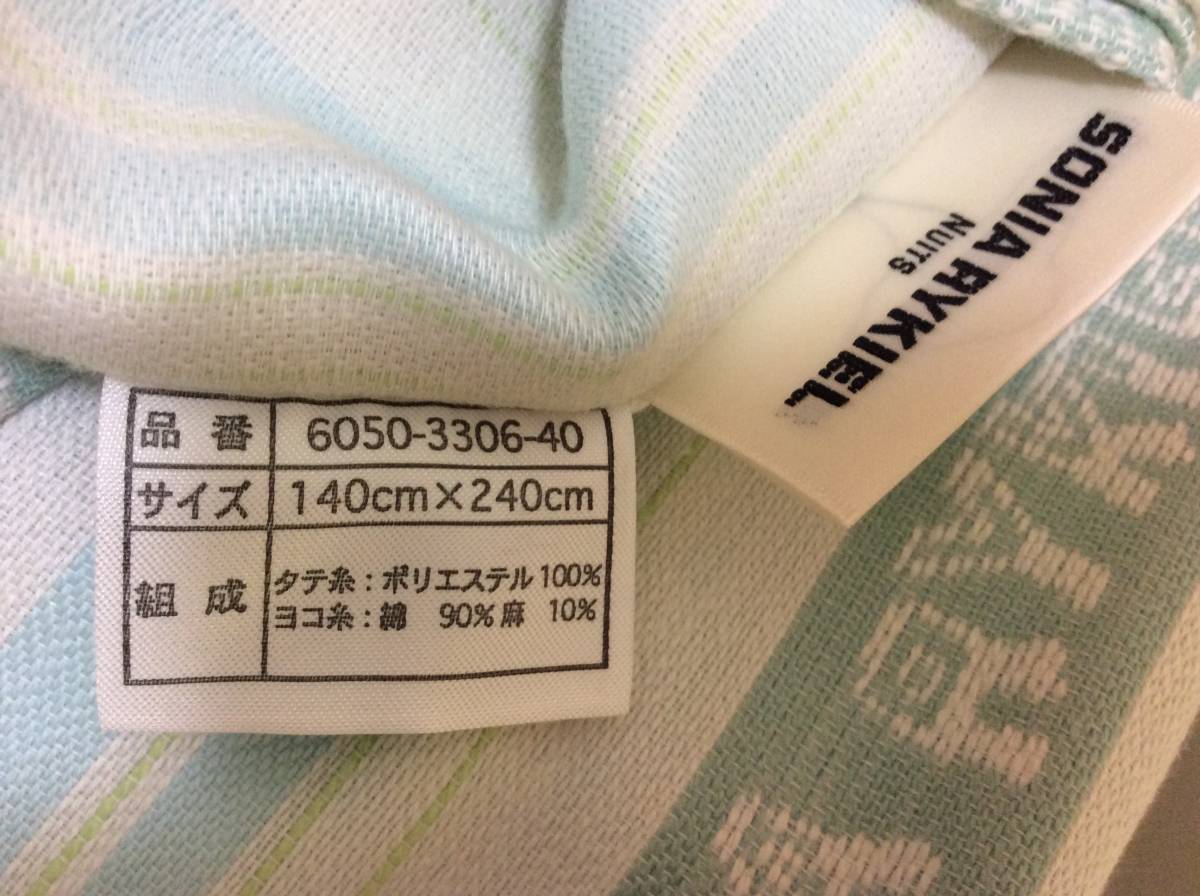 SONIA RYKIEL
NUITS
品番 6050-3306-40
サイズ 140cm×240cm
組成 タテ糸:ポリエステル100%
ヨコ糸:綿 90%麻 10%
RYK